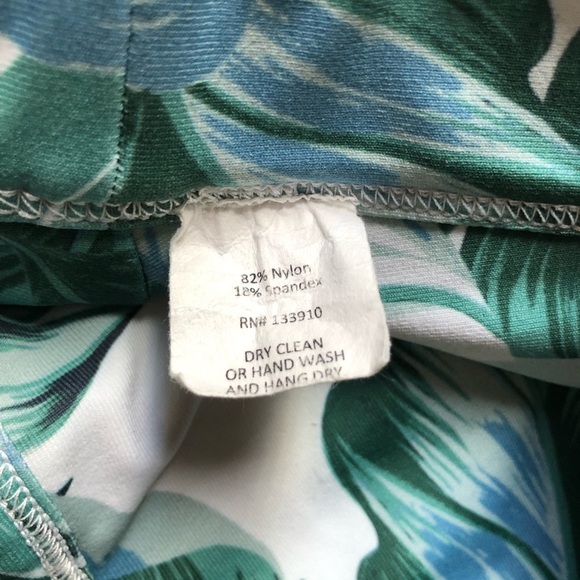 82% Nylon
18% Spandex
RN# 133910
DRY CLEAN
OR HAND WASH
AND HANG DRY